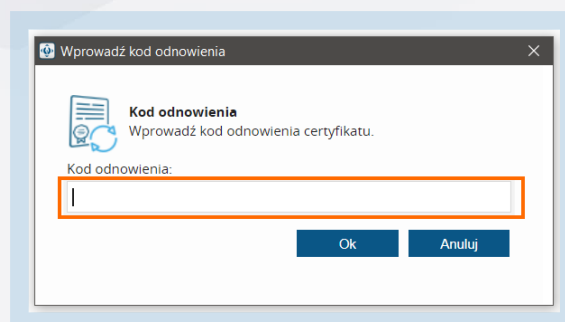 Wprowadź kod odnowienia
Kod odnowienia
Wprowadź kod odnowienia certyfikatu.
Kod odnowienia:
Ok Anuluj